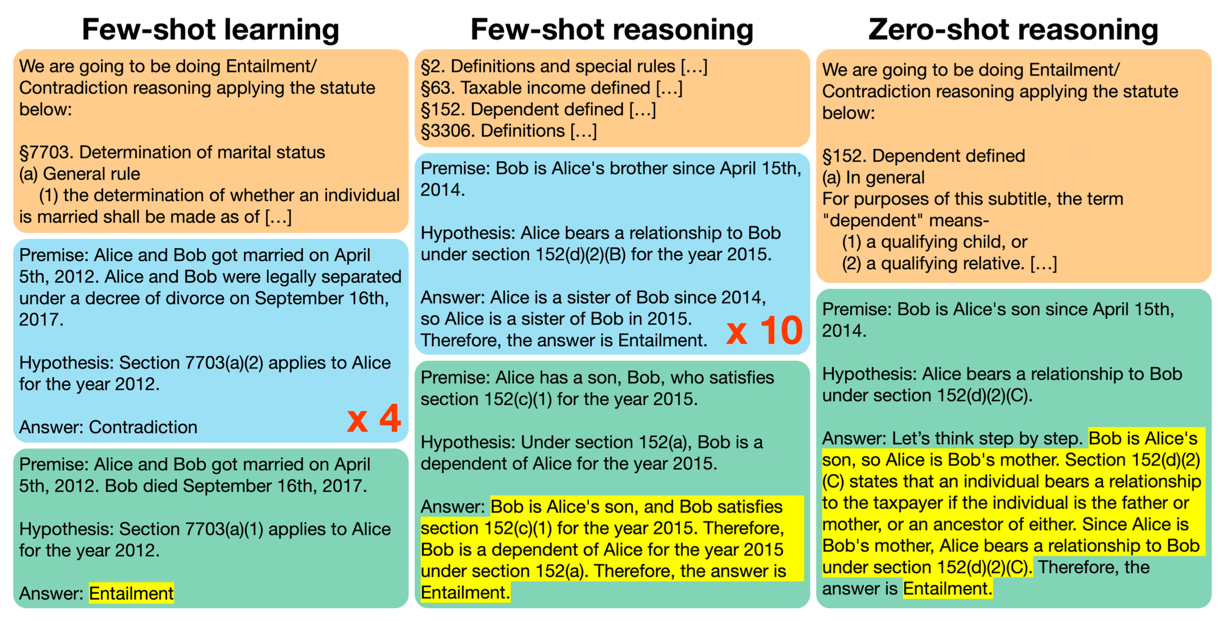 Few-shot learning
We are going to be doing Entailment/
Contradiction reasoning applying the statute
below:
§7703. Determination of marital status
(a) General rule
(1) the determination of whether an individual
is married shall be made as of […]
Premise: Alice and Bob got married on April
5th, 2012. Alice and Bob were legally separated
under a decree of divorce on September 16th,
2017.
Hypothesis: Section 7703(a)(2) applies to Alice
for the year 2012.
Answer: Contradiction
x 4
Premise: Alice and Bob got married on April
5th, 2012. Bob died September 16th, 2017.
Hypothesis: Section 7703(a)(1) applies to Alice
for the year 2012.
Answer: Entailment
Few-shot reasoning
§2. Definitions and special rules […]
§63. Taxable income defined […]
§152. Dependent defined […]
§3306. Definitions […]
Premise: Bob is Alice's brother since April 15th,
2014.
Hypothesis: Alice bears a relationship to Bob
under section 152(d)(2)(B) for the year 2015.
Answer: Alice is a sister of Bob since 2014,
so Alice is a sister of Bob in 2015.
Therefore, the answer is Entailment.
x 10
Premise: Alice has a son, Bob, who satisfies
section 152(c)(1) for the year 2015.
Hypothesis: Under section 152(a), Bob is a
dependent of Alice for the year 2015.
Answer: Bob is Alice's son, and Bob satisfies
section 152(c)(1) for the year 2015. Therefore,
Bob is a dependent of Alice for the year 2015
under section 152(a). Therefore, the answer is
Entailment.
Zero-shot reasoning
We are going to be doing Entailment/
Contradiction reasoning applying the statute
below:
§152. Dependent defined
(a) In general
For purposes of this subtitle, the term
"dependent" means-
(1) a qualifying child, or
(2) a qualifying relative. […]
Premise: Bob is Alice's son since April 15th,
2014.
Hypothesis: Alice bears a relationship to Bob
under section 152(d)(2)(C).
Answer: Let's think step by step. Bob is Alice's
son, so Alice is Bob's mother. Section 152(d)(2)
(C) states that an individual bears a relationship
to the taxpayer if the individual is the father or
mother, or an ancestor of either. Since Alice is
Bob's mother, Alice bears a relationship to Bob
under section 152(d)(2)(C). Therefore, the
answer is Entailment.